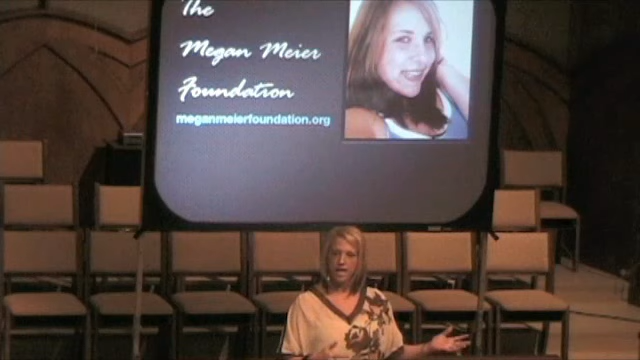 The
Megan Meier
Foundation
meganmeierfoundation.org